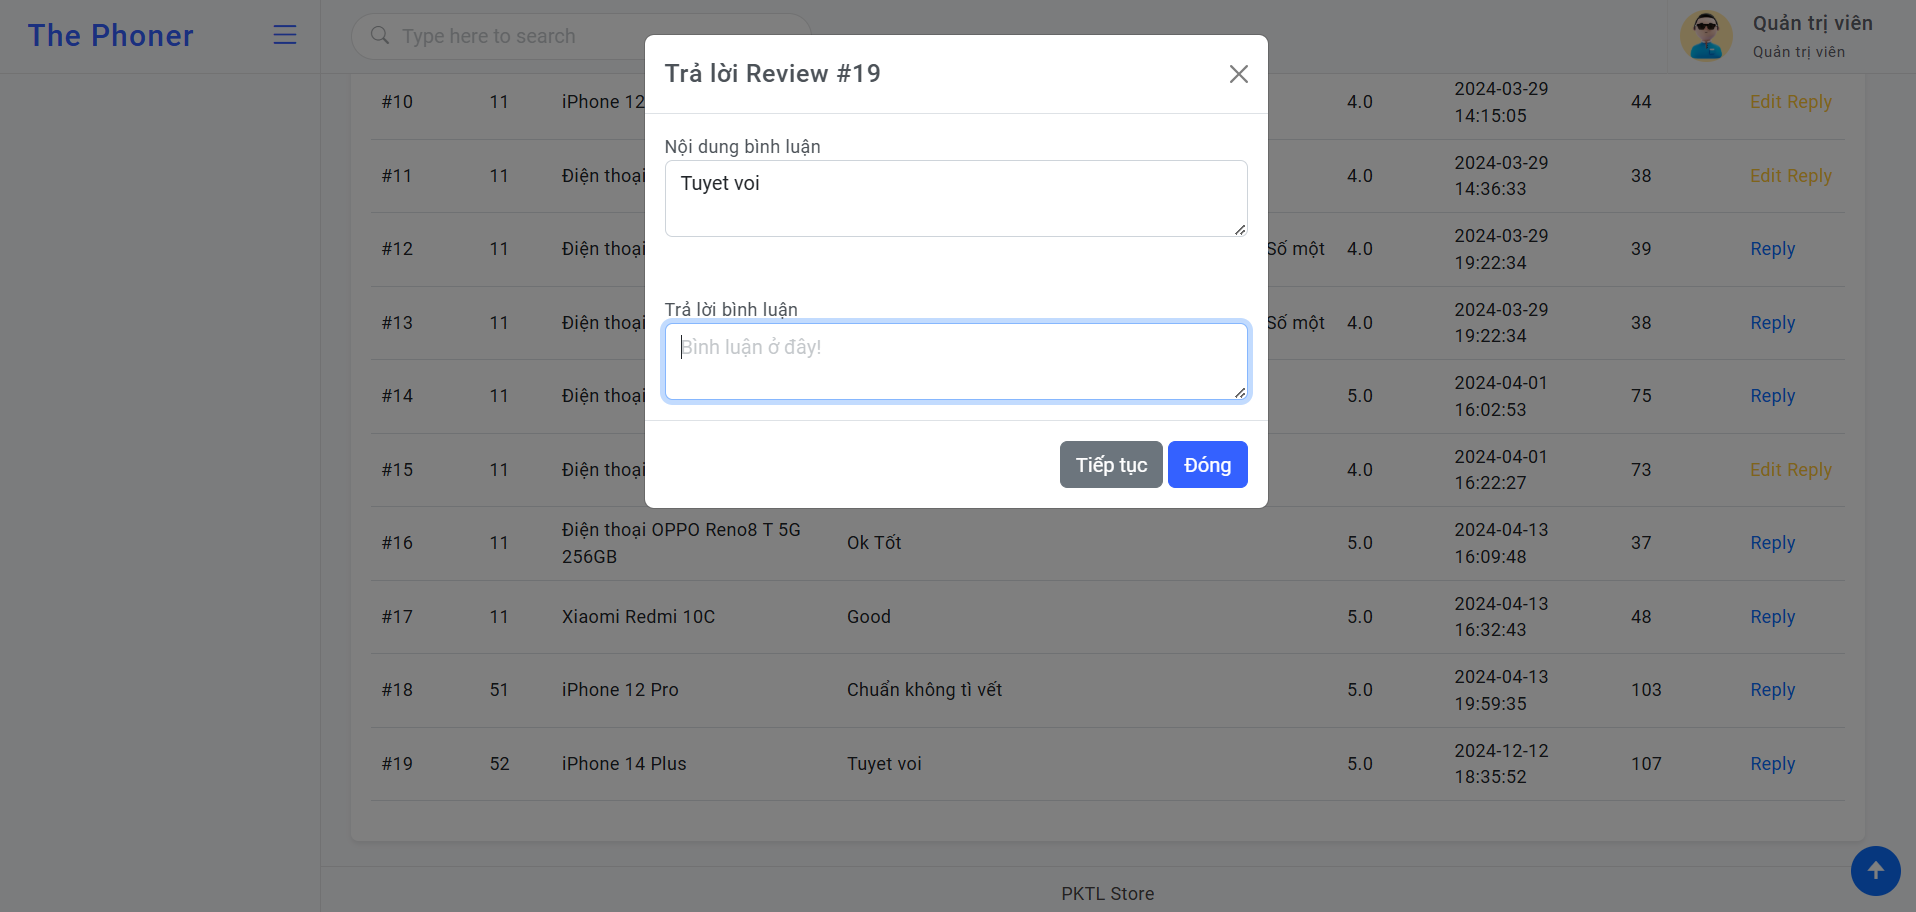 The Phoner
Type here to search
Quản trị viên
Quản trị viên
Trả lời Review #19
Nội dung bình luận
Tuyet voi
Trả lời bình luận
Bình luận ở đây!
Tiếp tục Đóng
#10 11 iPhone 12 4.0 2024-03-29 44 Edit Reply
14:15:05
#11 11 Điện thoại 4.0 2024-03-29 38 Edit Reply
14:36:33
#12 11 Điện thoại Số một 4.0 2024-03-29 39 Reply
19:22:34
#13 11 Điện thoại Số một 4.0 2024-03-29 38 Reply
19:22:34
#14 11 Điện thoại 5.0 2024-04-01 75 Reply
16:02:53
#15 11 Điện thoại 4.0 2024-04-01 73 Edit Reply
16:22:27
#16 11 Điện thoại OPPO Reno8 T 5G Ok Tốt 5.0 2024-04-13 37 Reply
256GB 16:09:48
#17 11 Xiaomi Redmi 10C Good 5.0 2024-04-13 48 Reply
16:32:43
#18 51 iPhone 12 Pro Chuẩn không tì vết 5.0 2024-04-13 103 Reply
19:59:35
#19 52 iPhone 14 Plus Tuyet voi 5.0 2024-12-12 107 Reply
18:35:52
PKTL Store